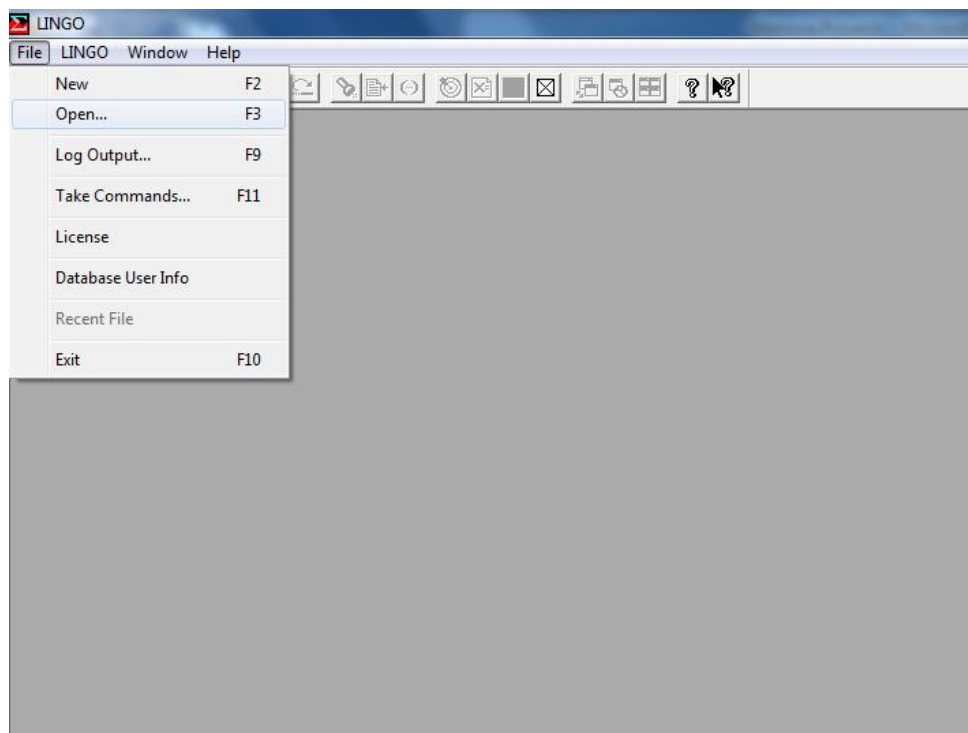 LINGO
File LINGO Window Help
New F2
Open... F3
Log Output... F9
Take Commands... F11
License
Database User Info
Recent File
Exit F10